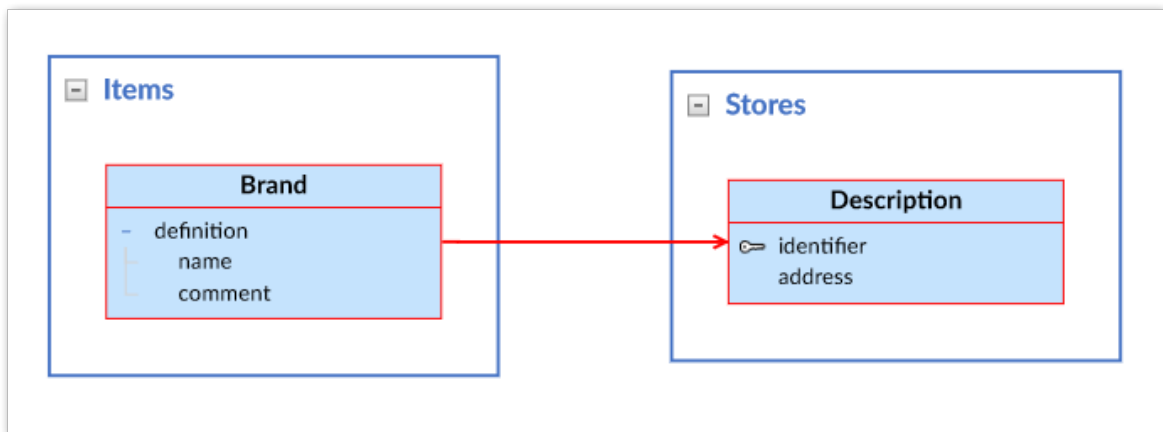 Items
Brand
definition
name
comment
Stores
Description
identifier
address